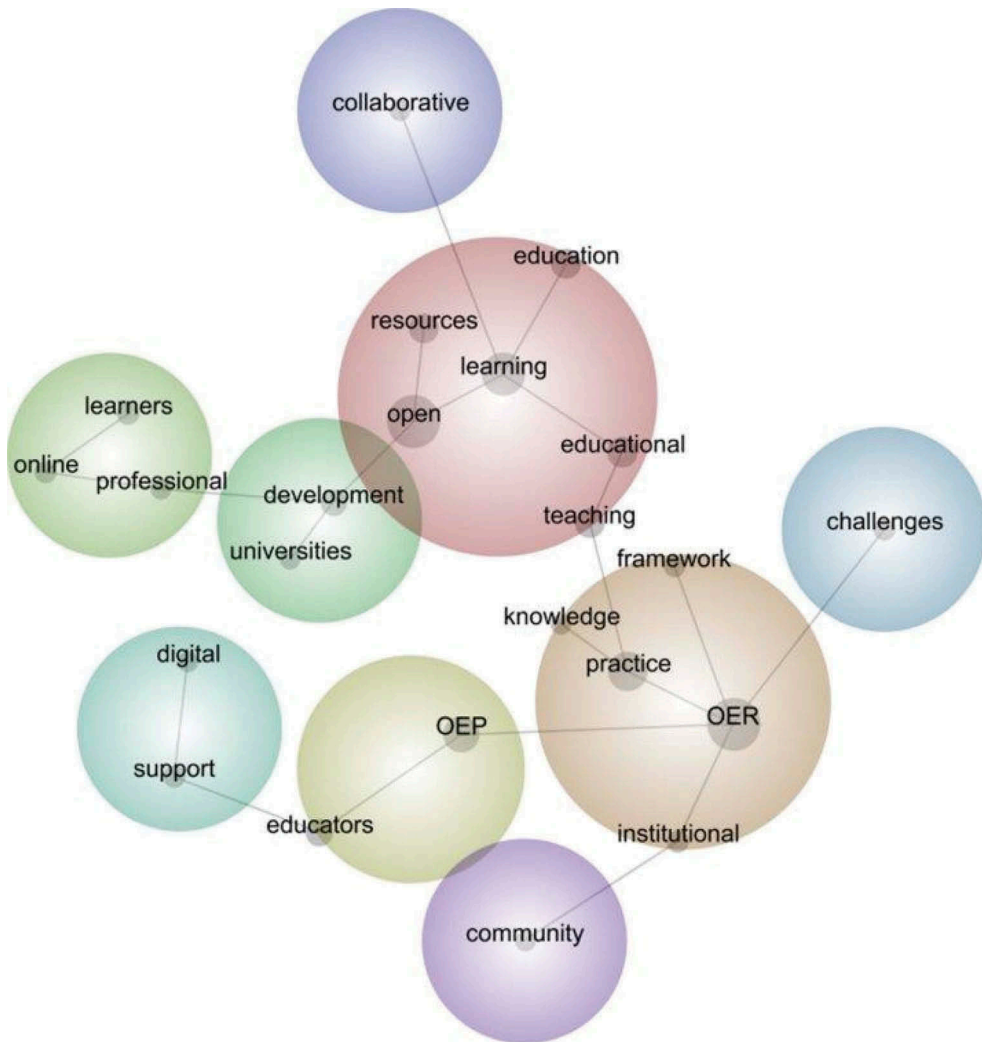 collaborative
education
resources
learning
learners
open
educational
online
professional
development
teaching
challenges
universities
framework
knowledge
digital
practice
OEP
OER
support
educators
institutional
community